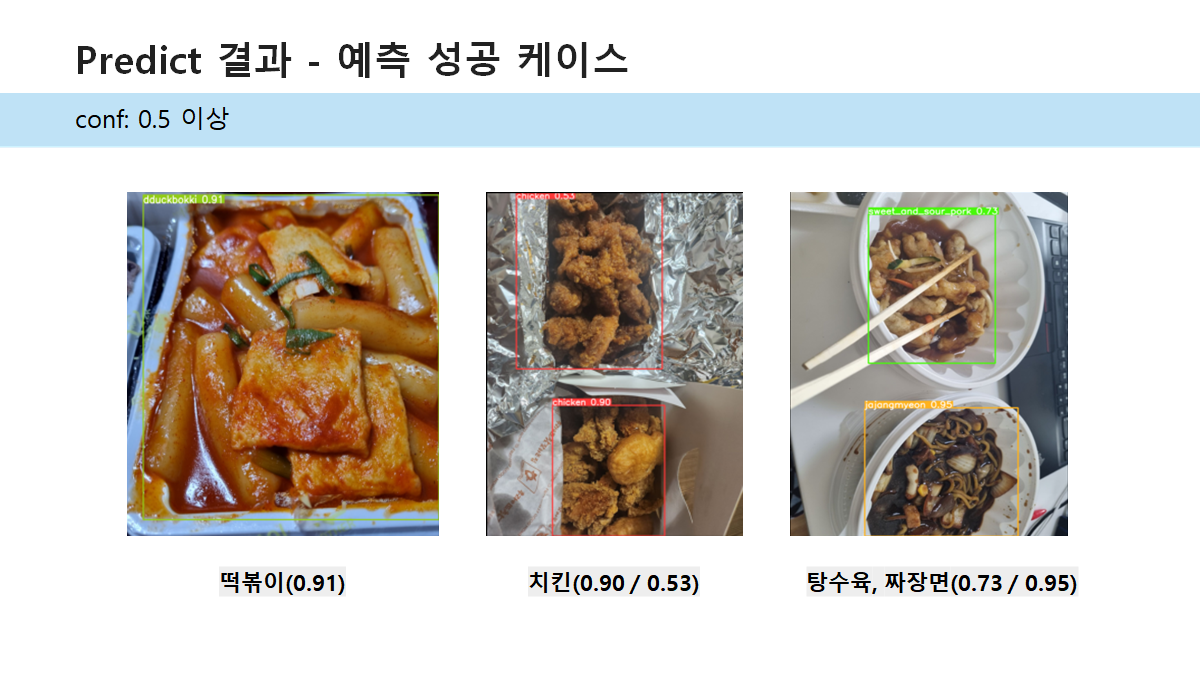 Predict 결과 - 예측 성공 케이스
conf: 0.5 이상
dduckbokki 0.91
chicken 0.53
chicken 0.90
sweet_and_sour_pork 0.73
jajangmyeon 0.95
떡볶이(0.91)
치킨(0.90 / 0.53)
탕수육, 짜장면(0.73 / 0.95)